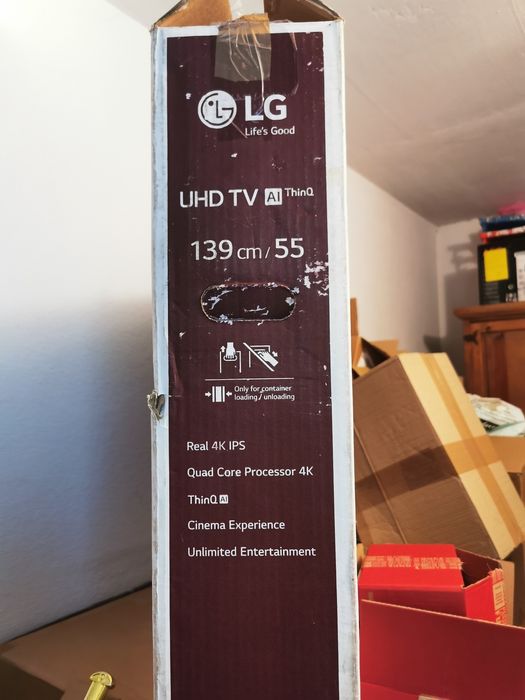 LG
Life's Good
UHD TV AI ThinQ
139 cm / 55
Only for container
loading / unloading
Real 4K IPS
Quad Core Processor 4K
ThinQ AI
Cinema Experience
Unlimited Entertainment